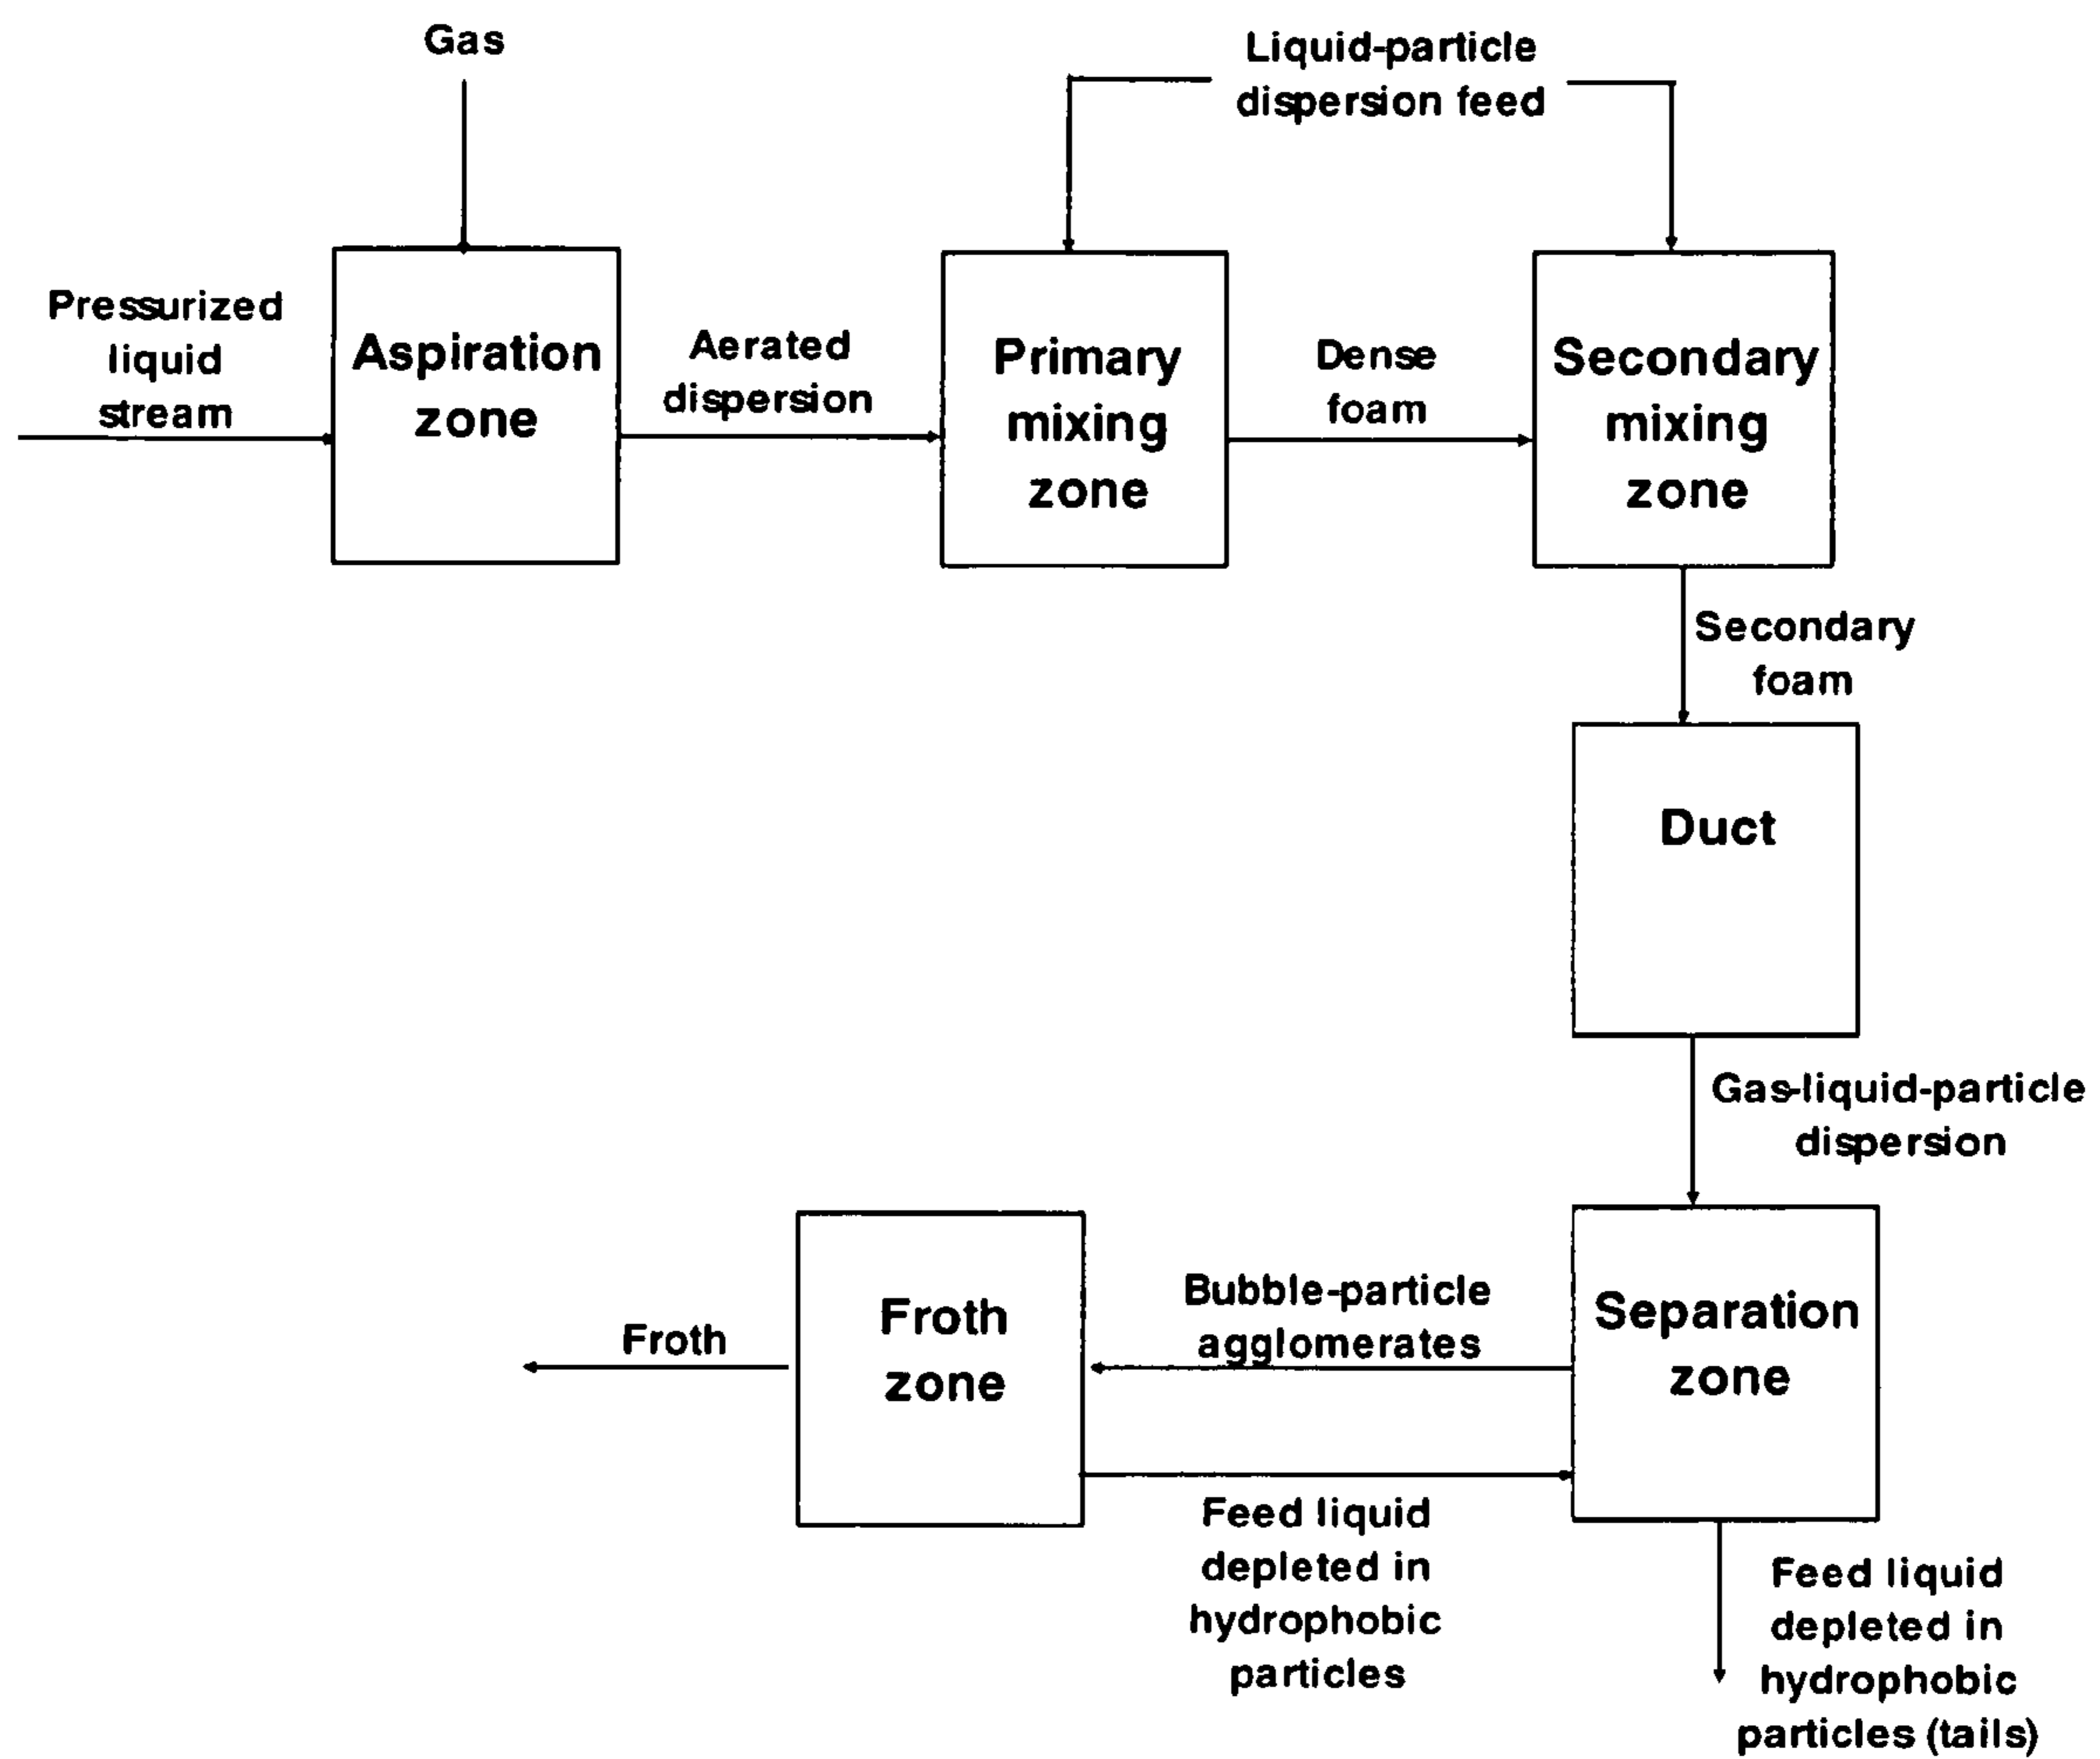 Gas
Liquid-particle
dispersion feed
Pressurized
liquid
stream
Aspiration
zone
Aerated
dispersion
Primary
mixing
zone
Dense
foam
Secondary
mixing
zone
Secondary
foam
Duct
Gas-liquid-particle
dispersion
Froth
Froth
zone
Bubble-particle
agglomerates
Separation
zone
Feed liquid
depleted in
hydrophobic
particles
Feed liquid
depleted in
hydrophobic
particles (tails)